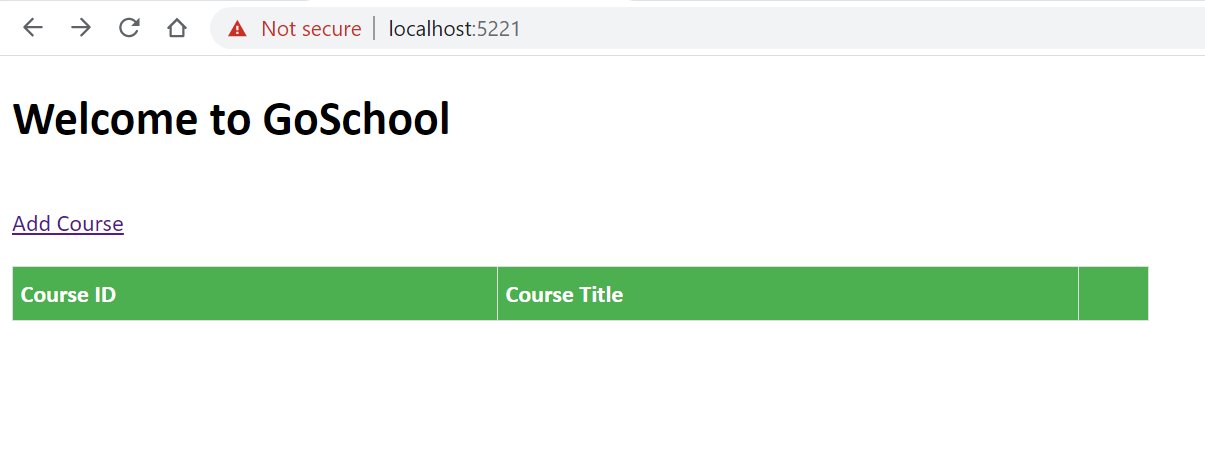 Not secure | localhost:5221
Welcome to GoSchool
Add Course
Course ID Course Title